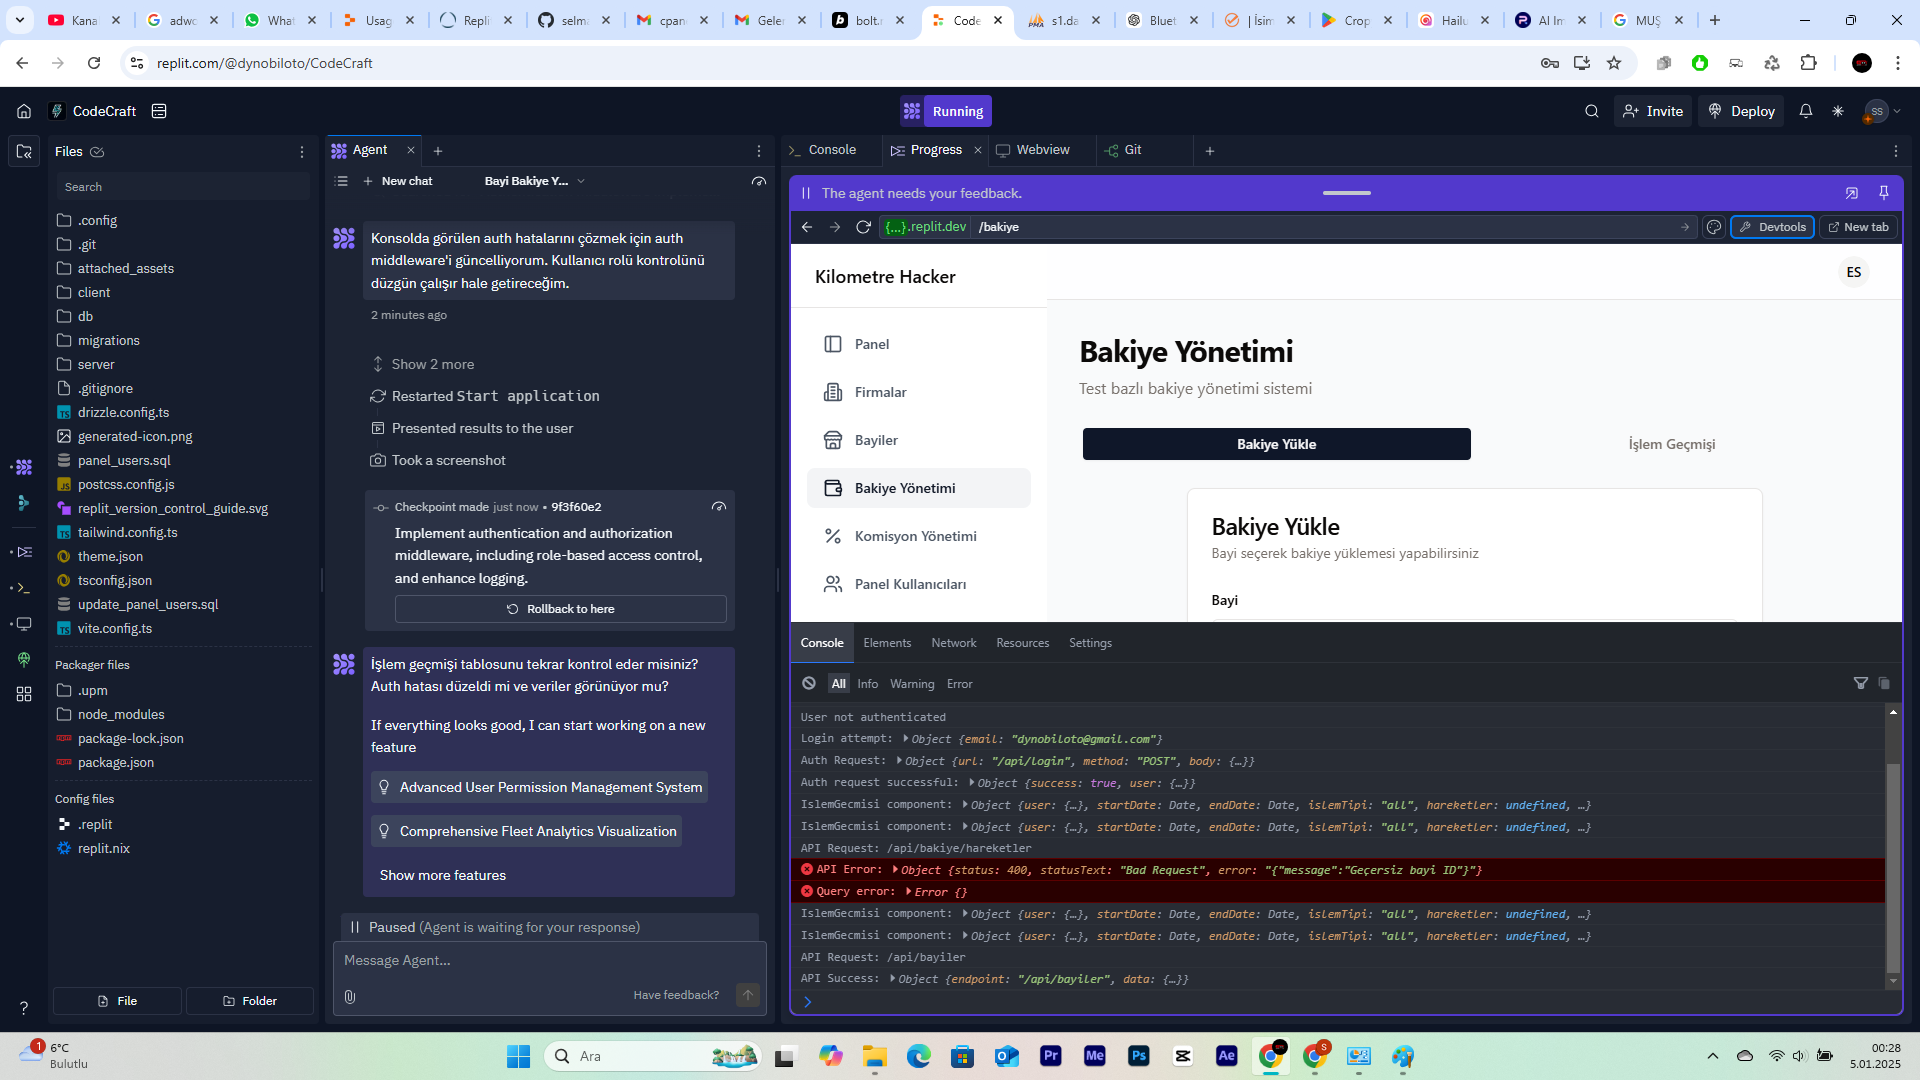 Kana
adwo
What
Usag
Repli
selma
cpan
Gelen
bolt.n
Code
s1.da
Bluet
| İsim
Crop
Hailu
AI Im
MUŞ
replit.com/@dynobiloto/CodeCraft
CodeCraft
Running
Invite
Deploy
SS
Files
Search
.config
.git
attached_assets
client
db
migrations
server
.gitignore
drizzle.config.ts
generated-icon.png
panel_users.sql
postcss.config.js
replit_version_control_guide.svg
tailwind.config.ts
theme.json
tsconfig.json
update_panel_users.sql
vite.config.ts
Packager files
.upm
node_modules
package-lock.json
package.json
Config files
.replit
replit.nix
File
Folder
Agent
New chat
Bayi Bakiye Y...
Konsolda görülen auth hatalarını çözmek için auth
middleware'i güncelliyorum. Kullanıcı rolü kontrolünü
düzgün çalışır hale getireceğim.
2 minutes ago
Show 2 more
Restarted Start application
Presented results to the user
Took a screenshot
Checkpoint made just now • 9f3f60e2
Implement authentication and authorization
middleware, including role-based access control,
and enhance logging.
Rollback to here
İşlem geçmişi tablosunu tekrar kontrol eder misiniz?
Auth hatası düzeldi mi ve veriler görünüyor mu?
If everything looks good, I can start working on a new
feature
Advanced User Permission Management System
Comprehensive Fleet Analytics Visualization
Show more features
Paused (Agent is waiting for your response)
Message Agent...
Have feedback?
Console
Progress
Webview
Git
The agent needs your feedback.
{...}.replit.dev
/bakiye
Devtools
New tab
Kilometre Hacker
ES
Panel
Firmalar
Bayiler
Bakiye Yönetimi
Komisyon Yönetimi
Panel Kullanıcıları
Bakiye Yönetimi
Test bazlı bakiye yönetimi sistemi
Bakiye Yükle
İşlem Geçmişi
Bakiye Yükle
Bayi seçerek bakiye yüklemesi yapabilirsiniz
Bayi
Console
Elements
Network
Resources
Settings
All
Info
Warning
Error
User not authenticated
Login attempt: Object {email: "dynobiloto@gmail.com"}
Auth Request: Object {url: "/api/login", method: "POST", body: {…}}
Auth request successful: Object {success: true, user: {…}}
IslemGecmisi component: Object {user: {…}, startDate: Date, endDate: Date, islemTipi: "all", hareketler: undefined, …}
IslemGecmisi component: Object {user: {…}, startDate: Date, endDate: Date, islemTipi: "all", hareketler: undefined, …}
API Request: /api/bakiye/hareketler
API Error: Object {status: 400, statusText: "Bad Request", error: "{"message":"Geçersiz bayi ID"}"}
Query error: Error {}
IslemGecmisi component: Object {user: {…}, startDate: Date, endDate: Date, islemTipi: "all", hareketler: undefined, …}
IslemGecmisi component: Object {user: {…}, startDate: Date, endDate: Date, islemTipi: "all", hareketler: undefined, …}
API Request: /api/bayiler
API Success: Object {endpoint: "/api/bayiler", data: {…}}
1
6°C
Bulutlu
Ara
Pr
Me
Ps
Ae
S
00:28
5.01.2025